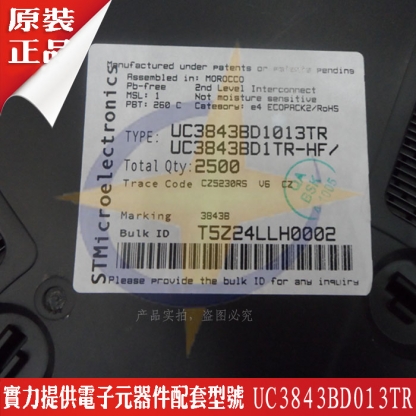 原裝
正品
Manufactured under patents or patents pending
Assembled in: MOROCCO
Pb-free 2nd Level Interconnect
MSL: 1 Not moisture sensitive
PBT: 260 C Category: e4 ECOPACK2/RoHS
TYPE: UC3843BD1013TR
UC3843BD1TR-HF/
Total Qty: 2500
Trace Code CZ5230RS V6 CZ
Marking 3843B
Bulk ID T5Z24LLH0002
Please provide the bulk ID for any inquiry
STMicroelectronics
QA
产品实拍，盗图必究
實力提供電子元器件配套型號 UC3843BD013TR